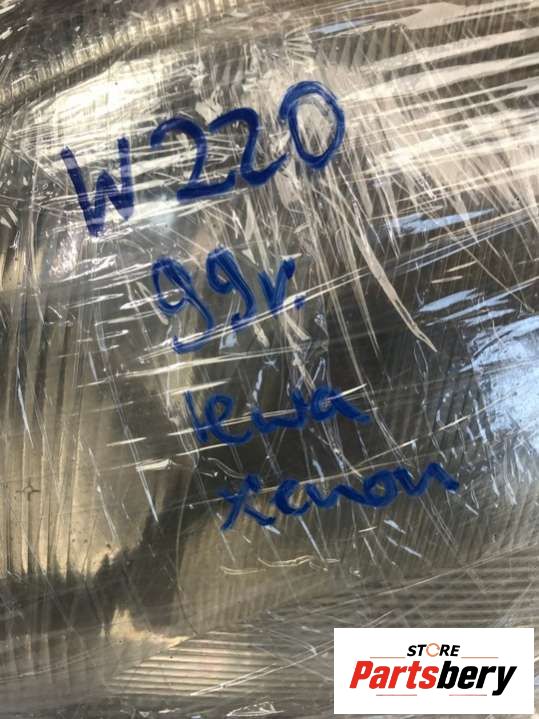 W220
99r.
lewa
xenon
STORE
Partsbery